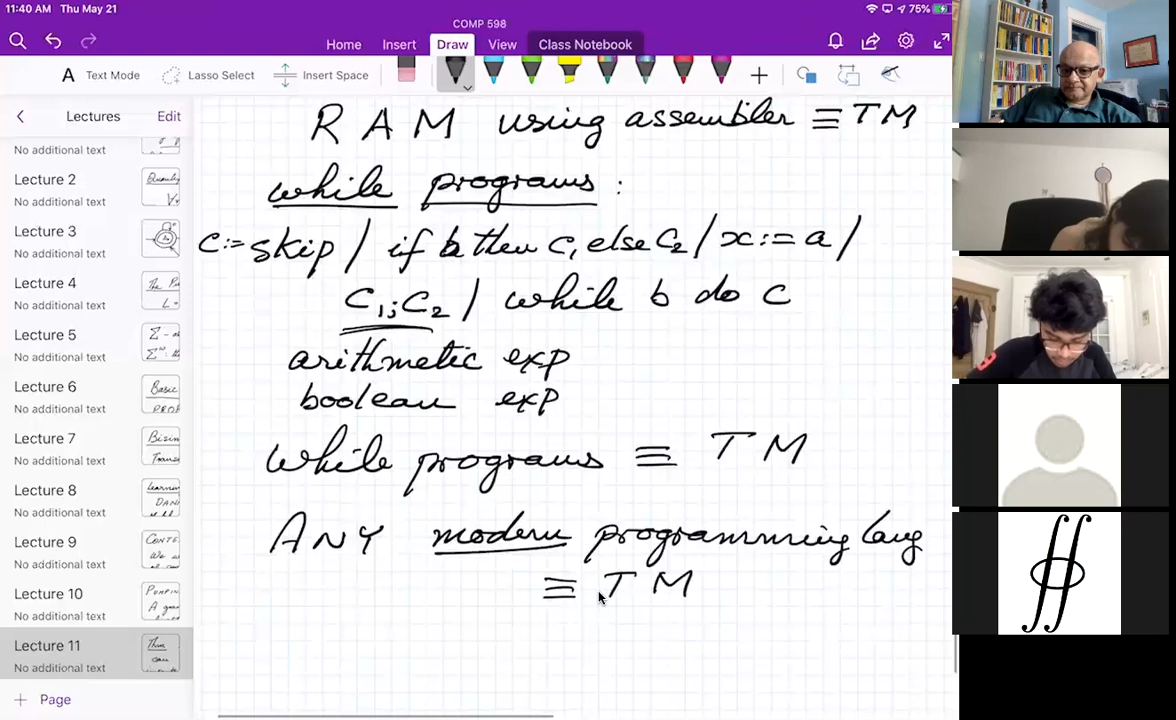 11:40 AM Thu May 21
75%
COMP 598
Home Insert Draw View Class Notebook
A Text Mode Lasso Select Insert Space
Lectures Edit
No additional text
Lecture 2
No additional text
Lecture 3
No additional text
Lecture 4
No additional text
Lecture 5
No additional text
Lecture 6
No additional text
Lecture 7
No additional text
Lecture 8
No additional text
Lecture 9
No additional text
Lecture 10
No additional text
Lecture 11
No additional text
+ Page
RAM using assembler ≡ TM
while programs :
C := skip / if b then C1 else C2 / x := a /
C1; C2 / while b do C
arithmetic exp
boolean exp
While programs ≡ TM
ANY modern programming lang
≡ TM